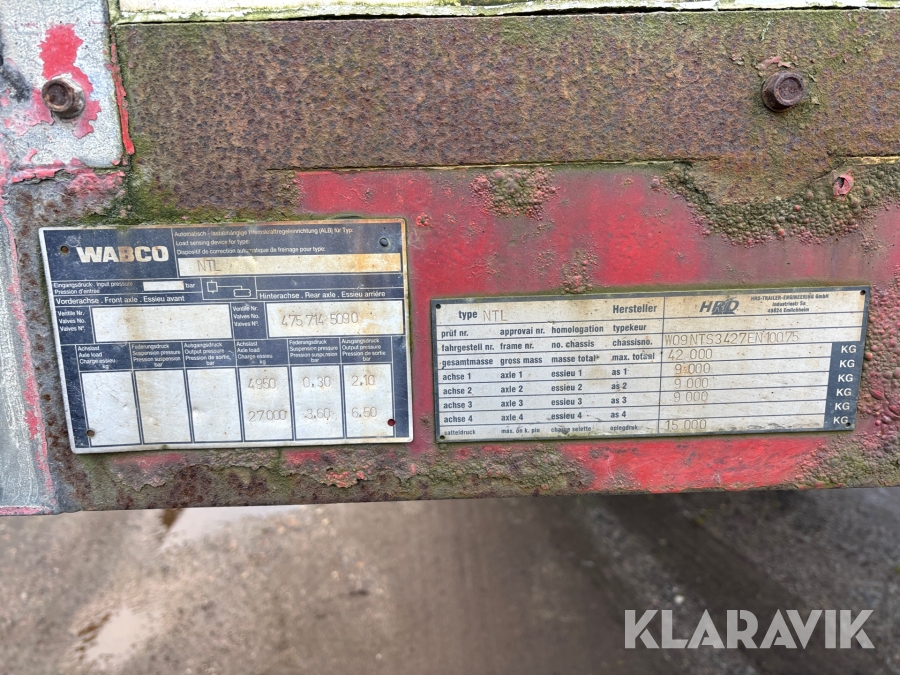 WABCO
Automatisch - lastabhängige Bremskraftregeleinrichtung (ALB) für Typ:
Load sensing device for type:
Dispositif de correction automatique de freinage pour type:
NTL
Eingangsdruck , Input pressure
Pression d'entrée
bar
Vorderachse , Front axle , Essieu avant
Hinterachse , Rear axle , Essieu arrière
Ventile Nr.
Valves No.
Valves No.
Ventile Nr.
Valves No.
Valves No.
475 714 509 0
Achslast
Axle load
Charge essieu
kg
Federungsdruck
Suspension pressure
Pression suspension
bar
Ausgangsdruck
Output pressure
Pression de sortie
bar
Achslast
Axle load
Charge essieu
kg
Federungsdruck
Suspension pressure
Pression suspension
bar
Ausgangsdruck
Output pressure
Pression de sortie
bar
4950 0.30 2.10
27000 3.60 6.50
type NTL Hersteller HRD HRD-TRAILER-ENGINEERING GmbH
Industriestr 5a
49824 Emlichheim
prüf nr. approval nr. homologation typekeur
fahrgestell nr. frame nr. no. chassis chassisnr. W09NTS3427EN10075
gesamtmasse gross mass masse total max. total 42 000 KG
achse 1 axle 1 essieu 1 as 1 9 000 KG
achse 2 axle 2 essieu 2 as 2 9 000 KG
achse 3 axle 3 essieu 3 as 3 9 000 KG
achse 4 axle 4 essieu 4 as 4 KG
satteldruck charge sellette 15 000 KG
KLARAVIK